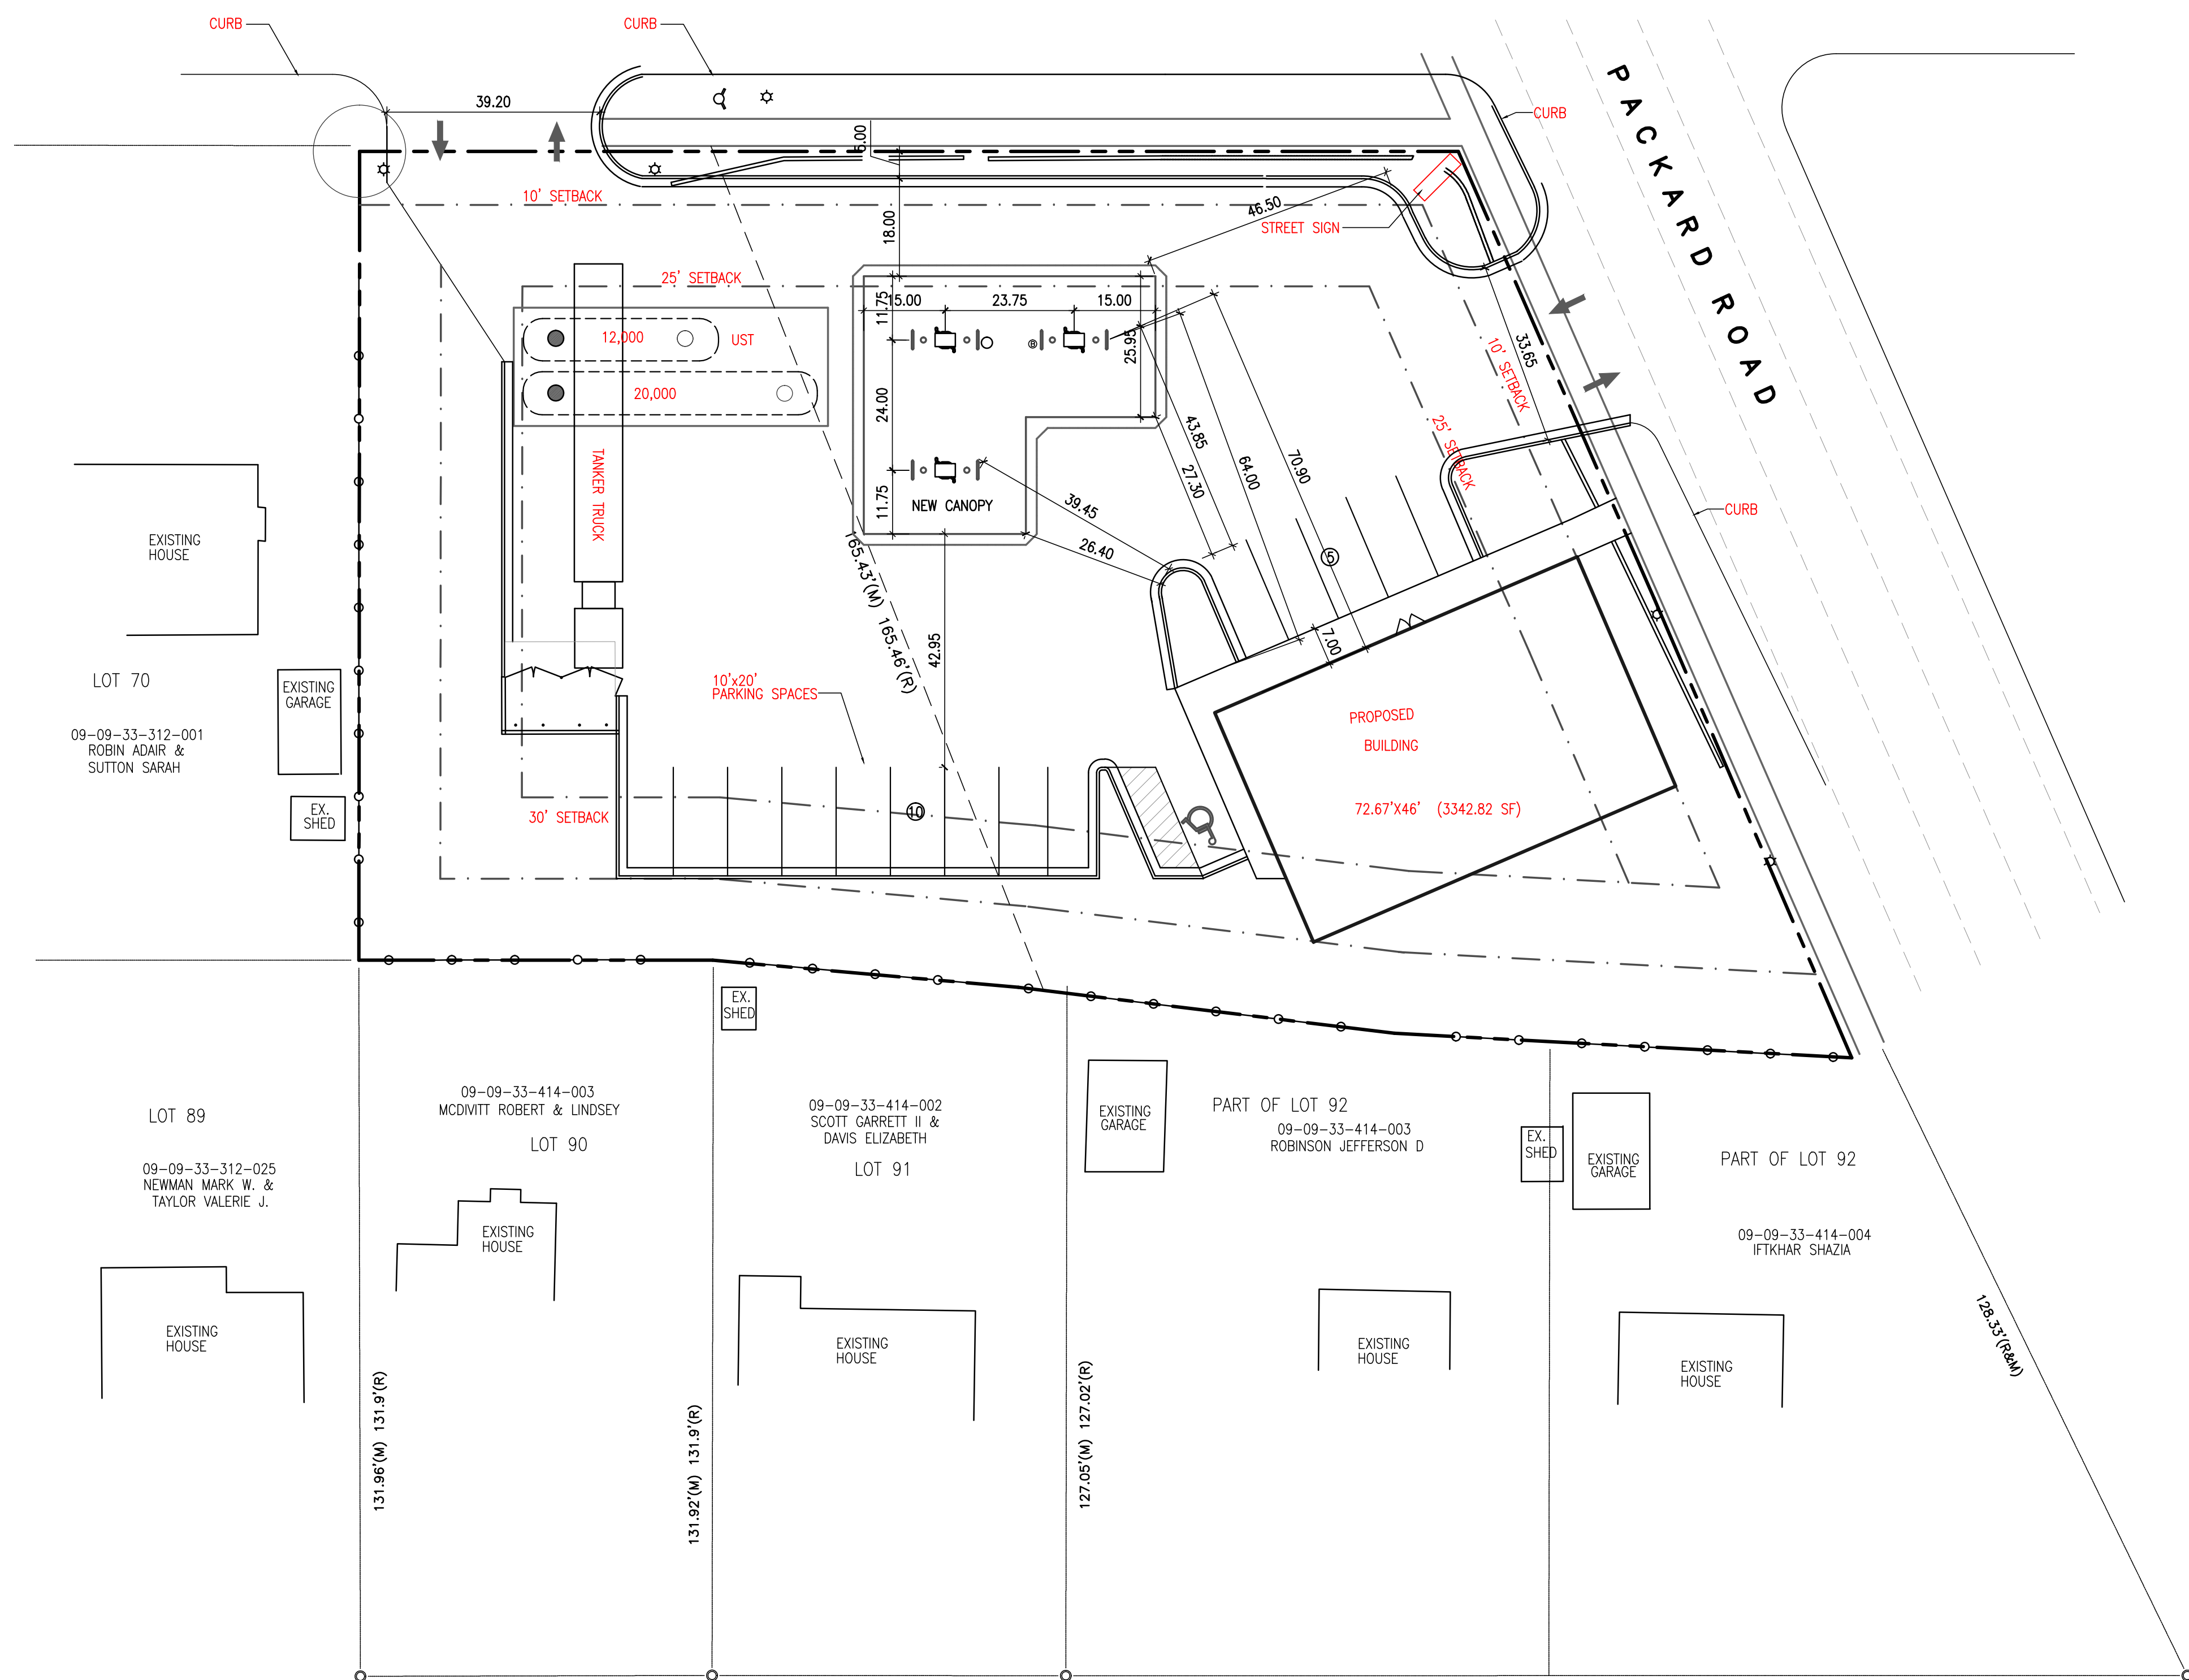 CURB
CURB
PACKARD ROAD
39.20
CURB
6.00
10' SETBACK
46.50
18.00
STREET SIGN
25' SETBACK
11.75
15.00
23.75
15.00
12,000
UST
25.95
33.65
10' SETBACK
20,000
24.00
43.85
27.30
64.00
70.90
25' SETBACK
TANKER TRUCK
11.75
NEW CANOPY
39.45
26.40
CURB
EXISTING
HOUSE
165.43'(M) 165.46'(R)
5
42.95
7.00
LOT 70
EXISTING
GARAGE
10'x20'
PARKING SPACES
PROPOSED
BUILDING
09-09-33-312-001
ROBIN ADAIR &
SUTTON SARAH
EX.
SHED
30' SETBACK
10
72.67'X46' (3342.82 SF)
EX.
SHED
LOT 89
09-09-33-414-003
MCDIVITT ROBERT & LINDSEY
LOT 90
09-09-33-414-002
SCOTT GARRETT II &
DAVIS ELIZABETH
LOT 91
EXISTING
GARAGE
PART OF LOT 92
09-09-33-414-003
ROBINSON JEFFERSON D
EX.
SHED
EXISTING
GARAGE
PART OF LOT 92
09-09-33-312-025
NEWMAN MARK W. &
TAYLOR VALERIE J.
EXISTING
HOUSE
09-09-33-414-004
IFTKHAR SHAZIA
EXISTING
HOUSE
EXISTING
HOUSE
EXISTING
HOUSE
EXISTING
HOUSE
128.33'(R&M)
131.96'(M) 131.9'(R)
131.92'(M) 131.9'(R)
127.05'(M) 127.02'(R)